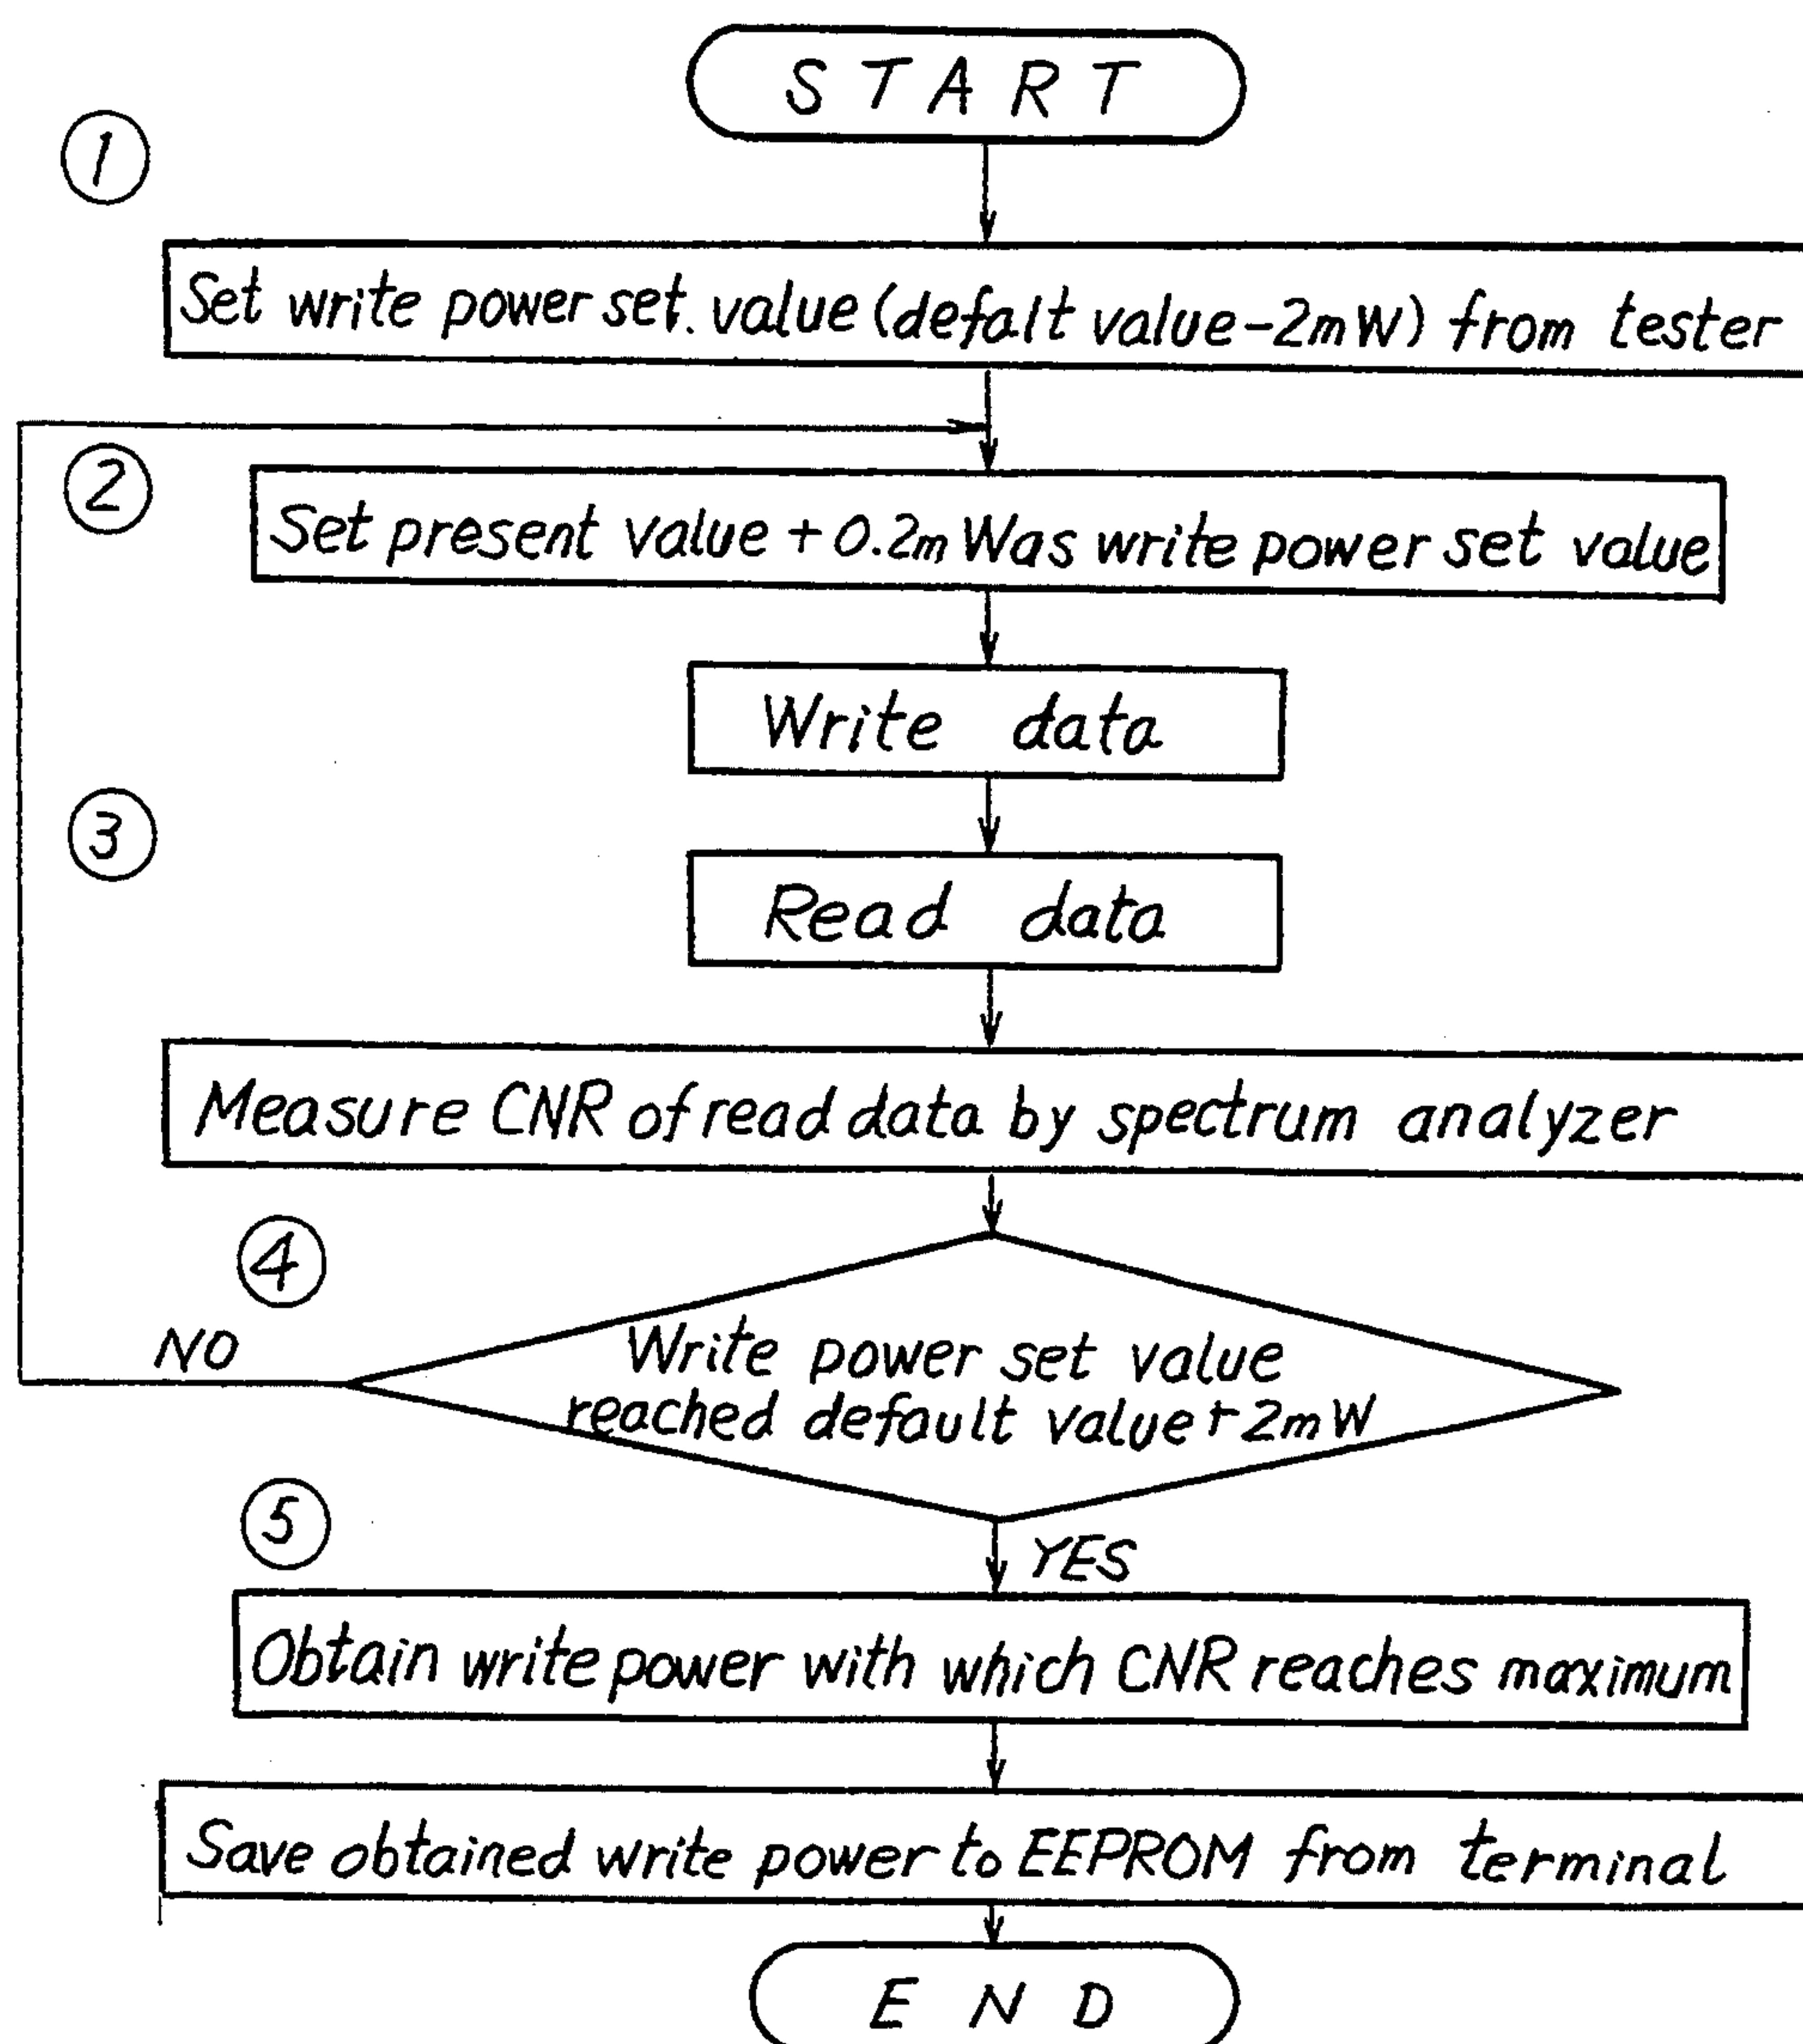 START
①
Set write power set. value (defalt value-2mW) from tester
②
Set present value + 0.2mWas write power set value
Write data
③
Read data
Measure CNR of read data by spectrum analyzer
④
NO
Write power set value
reached default value+2mW
⑤
YES
Obtain write power with which CNR reaches maximum
Save obtained write power to EEPROM from terminal
END